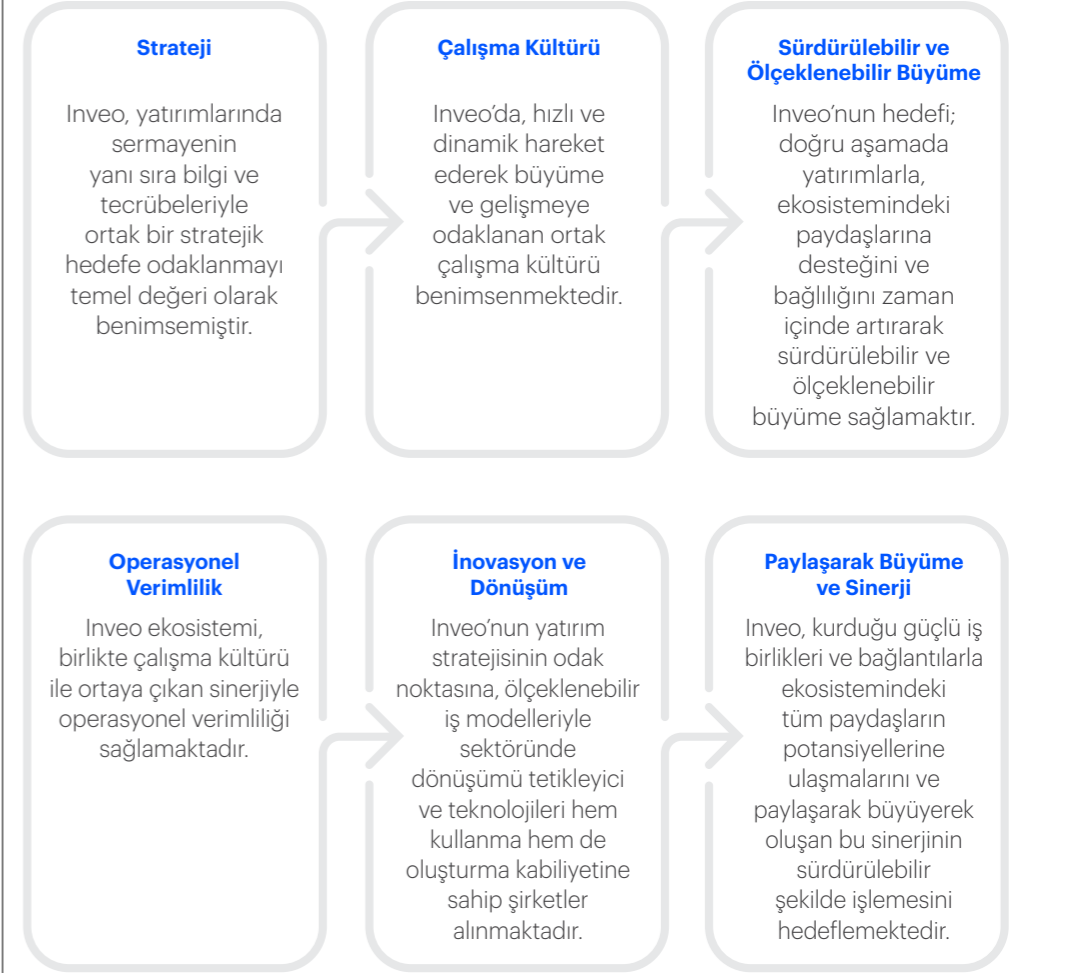 Strateji
Inveo, yatırımlarında
sermayenin
yanı sıra bilgi ve
tecrübeleriyle
ortak bir stratejik
hedefe odaklanmayı
temel değeri olarak
benimsemiştir.
Çalışma Kültürü
Inveo’da, hızlı ve
dinamik hareket
ederek büyüme
ve gelişmeye
odaklanan ortak
çalışma kültürü
benimsenmektedir.
Sürdürülebilir ve
Ölçeklenebilir Büyüme
Inveo’nun hedefi;
doğru aşamada
yatırımlarla,
ekosistemindeki
paydaşlarına
desteğini ve
bağlılığını zaman
içinde artırarak
sürdürülebilir ve
ölçeklenebilir
büyüme sağlamaktır.
Operasyonel
Verimlilik
Inveo ekosistemi,
birlikte çalışma kültürü
ile ortaya çıkan sinerjiyle
operasyonel verimliliği
sağlamaktadır.
İnovasyon ve
Dönüşüm
Inveo’nun yatırım
stratejisinin odak
noktasına, ölçeklenebilir
iş modelleriyle
sektöründe
dönüşümü tetikleyici
ve teknolojileri hem
kullanma hem de
oluşturma kabiliyetine
sahip şirketler
alınmaktadır.
Paylaşarak Büyüme
ve Sinerji
Inveo, kurduğu güçlü iş
birlikleri ve bağlantılarla
ekosistemindeki
tüm paydaşların
potansiyellerine
ulaşmalarını ve
paylaşarak büyüyerek
oluşan bu sinerjinin
sürdürülebilir
şekilde işlemesini
hedeflemektedir.